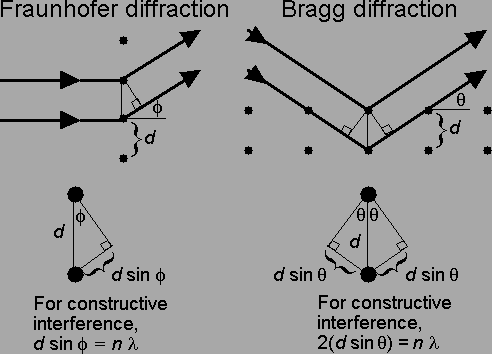 Fraunhofer diffraction
Bragg diffraction
ϕ
d
θ
d
ϕ
d
d sin ϕ
θθ
d
d sin θ
d sin θ
For constructive
interference,
d sin ϕ = n λ
For constructive
interference,
2(d sin θ) = n λ